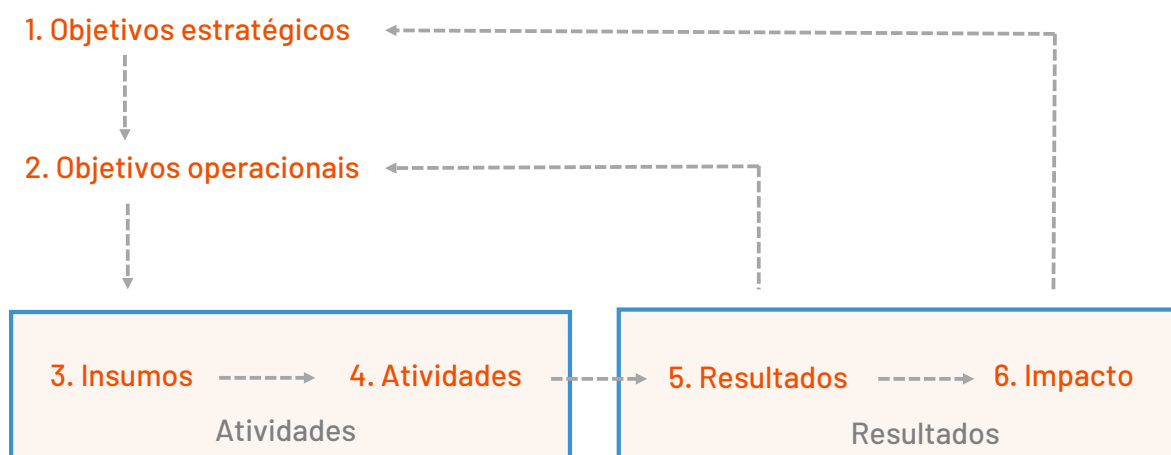 1. Objetivos estratégicos
2. Objetivos operacionais
3. Insumos
4. Atividades
5. Resultados
6. Impacto
Atividades
Resultados